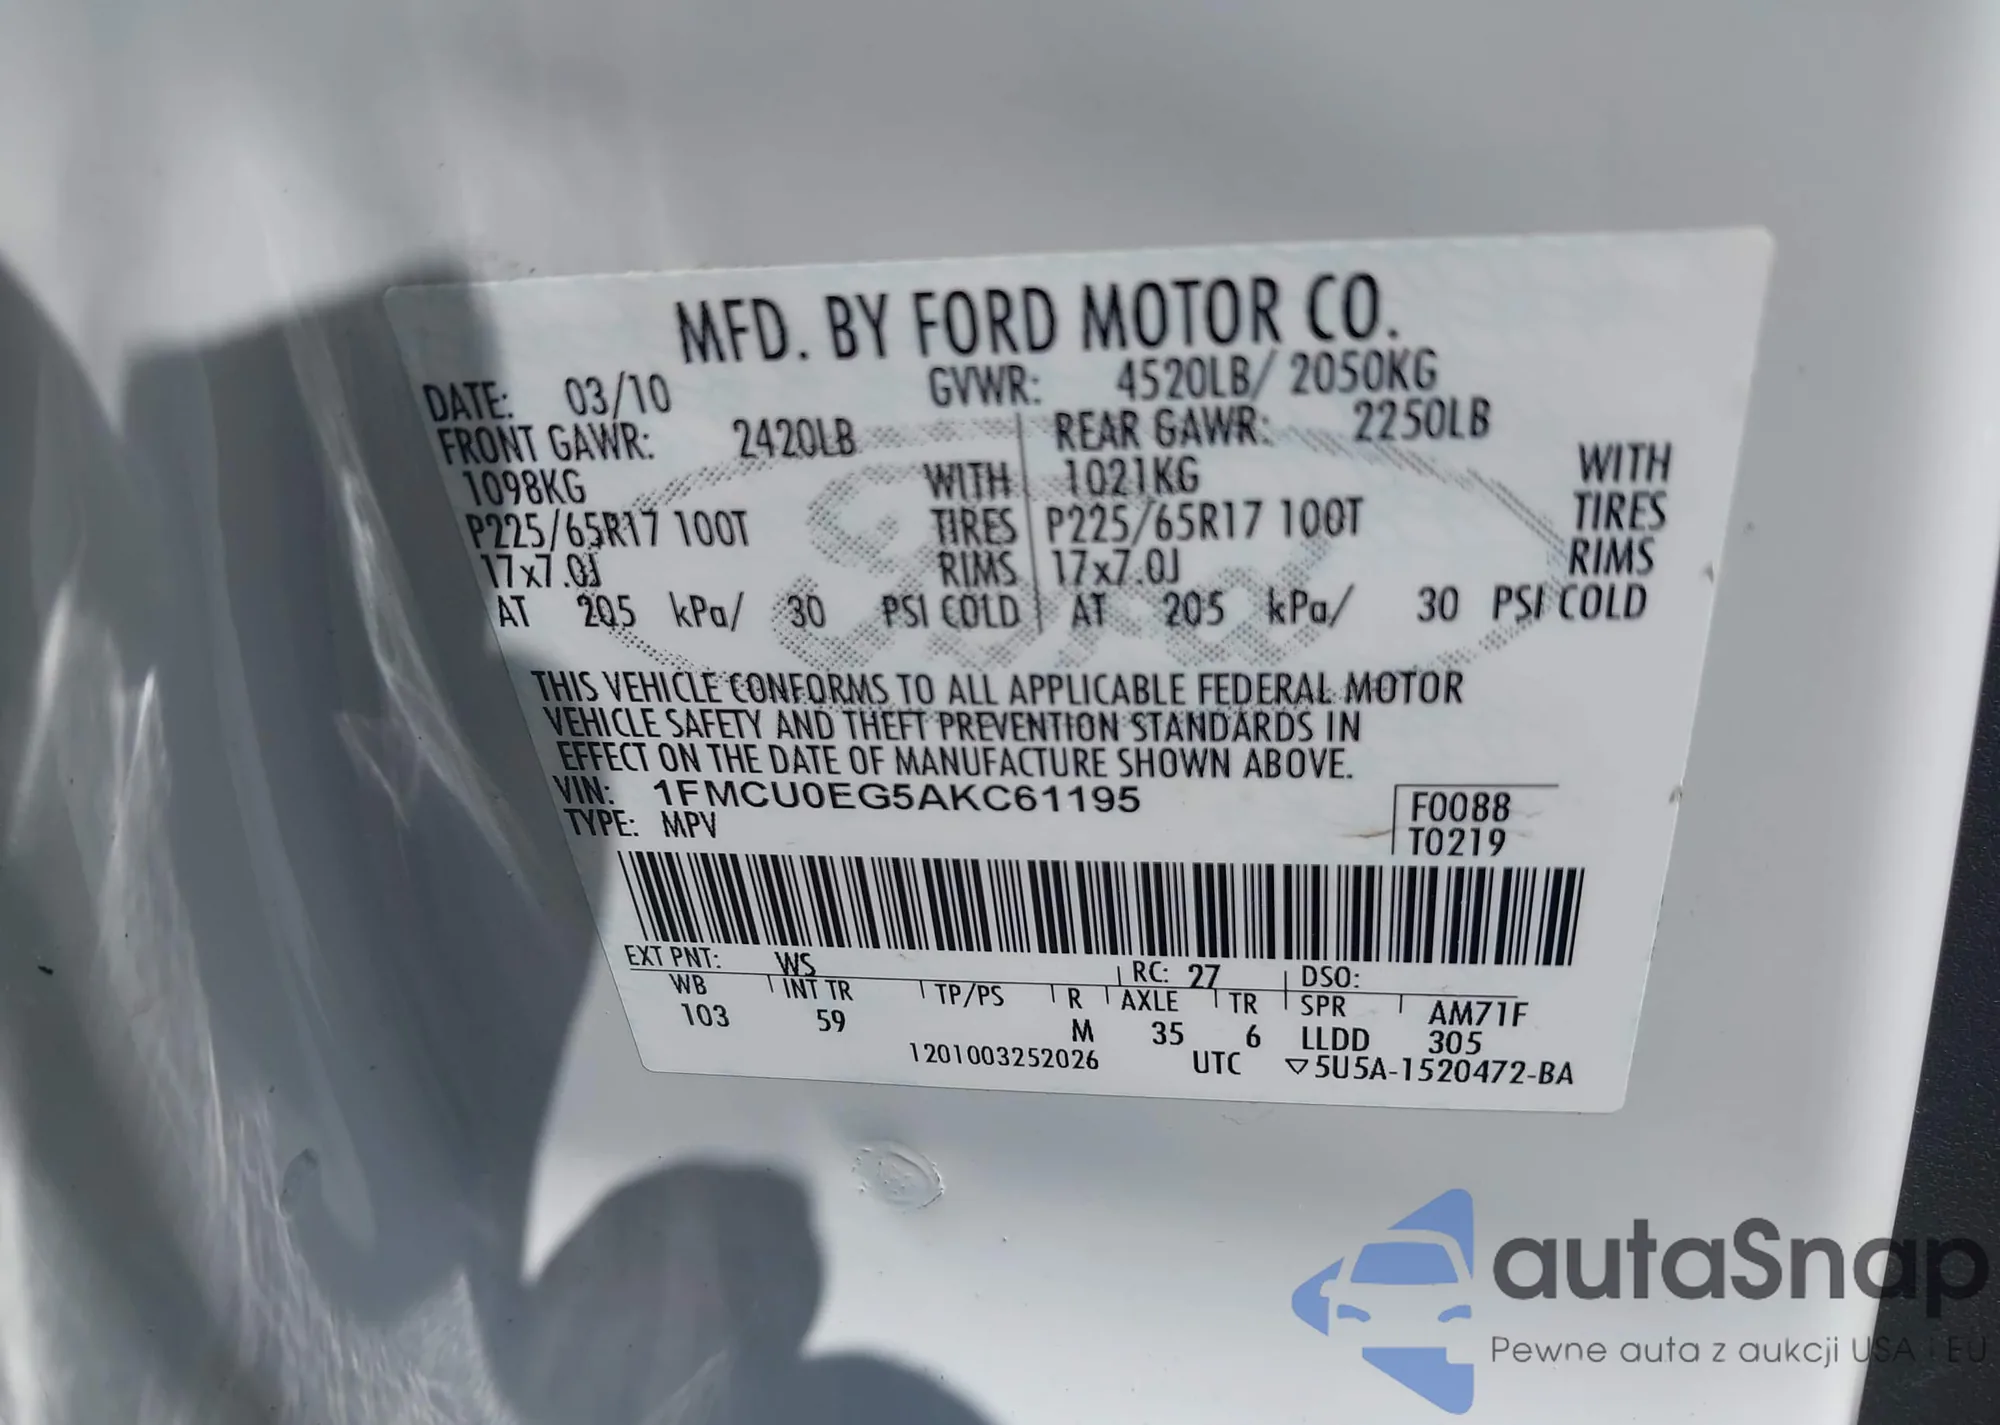 MFD. BY FORD MOTOR CO.
DATE: 03/10 GVWR: 4520LB/ 2050KG
FRONT GAWR: 2420LB REAR GAWR: 2250LB
1098KG WITH 1021KG WITH
P225/65R17 100T TIRES P225/65R17 100T TIRES
17x7.0J RIMS 17x7.0J RIMS
AT 205 kPa/ 30 PSI COLD AT 205 kPa/ 30 PSI COLD
THIS VEHICLE CONFORMS TO ALL APPLICABLE FEDERAL MOTOR
VEHICLE SAFETY AND THEFT PREVENTION STANDARDS IN
EFFECT ON THE DATE OF MANUFACTURE SHOWN ABOVE.
VIN: 1FMCU0EG5AKC61195 F0088
TYPE: MPV T0219
EXT PNT: WS RC: 27 DSO:
WB INT TR TP/PS R AXLE TR SPR AM71F
103 59 M 35 6 LLDD 305
1201003252026 UTC ▽5U5A-1520472-BA
autaSnap
Pewne auta z aukcji USA i EU